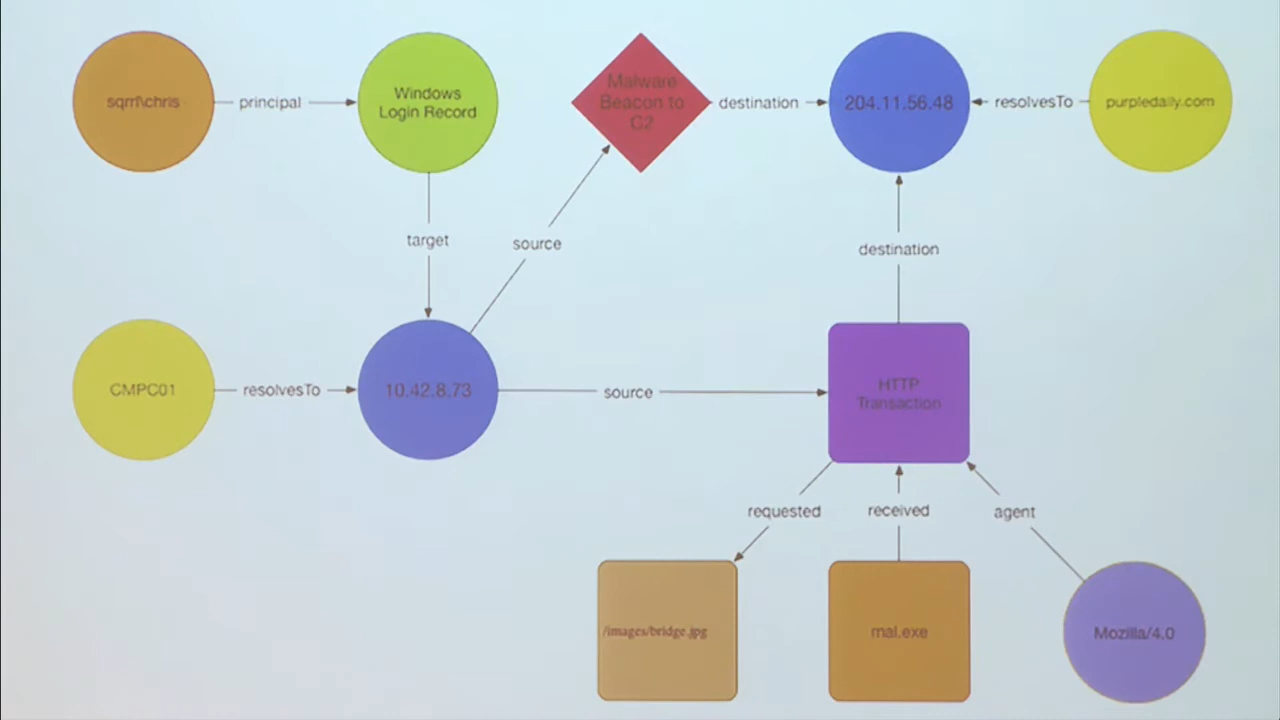 sqrrl\chris
principal
Windows
Login Record
Malware
Beacon to
C2
destination
204.11.56.48
resolvesTo
purpledaily.com
target
source
destination
CMPC01
resolvesTo
10.42.8.73
source
HTTP
Transaction
requested
received
agent
/images/bridge.jpg
mal.exe
Mozilla/4.0